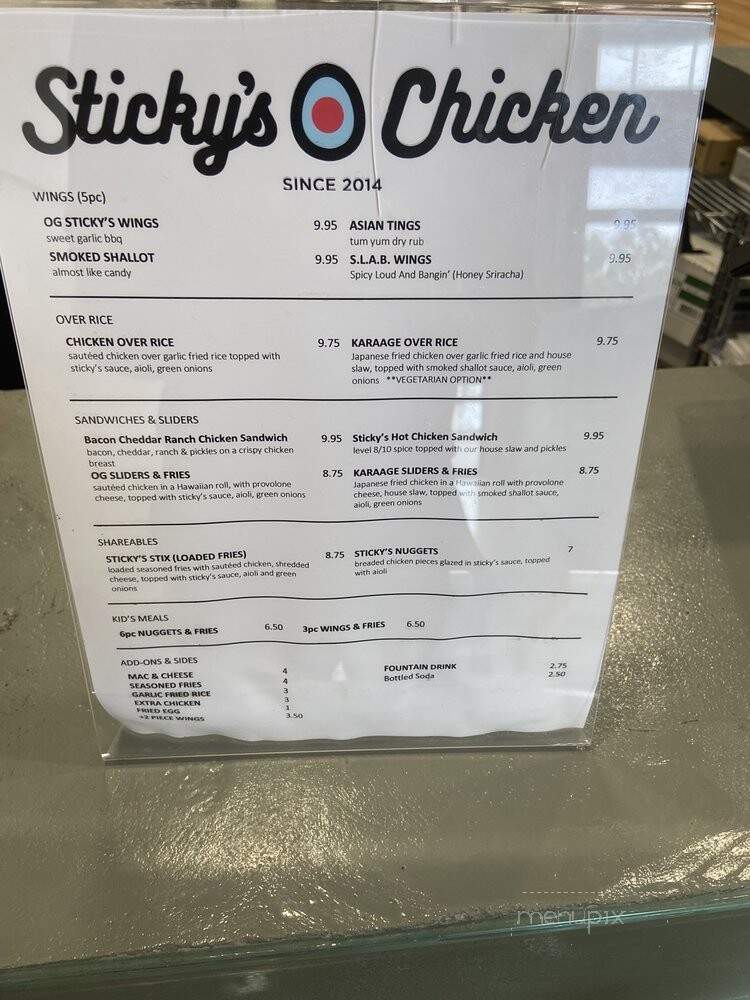 Sticky's Chicken
SINCE 2014
WINGS (5pc)
OG STICKY'S WINGS 9.95
sweet garlic bbq
SMOKED SHALLOT 9.95
almost like candy
ASIAN TINGS 9.95
tum yum dry rub
S.L.A.B. WINGS 9.95
Spicy Loud And Bangin' (Honey Sriracha)
OVER RICE
CHICKEN OVER RICE 9.75
sautéed chicken over garlic fried rice topped with
sticky's sauce, aioli, green onions
KARAAGE OVER RICE 9.75
Japanese fried chicken over garlic fried rice and house
slaw, topped with smoked shallot sauce, aioli, green
onions **VEGETARIAN OPTION**
SANDWICHES & SLIDERS
Bacon Cheddar Ranch Chicken Sandwich 9.95
bacon, cheddar, ranch & pickles on a crispy chicken
breast
OG SLIDERS & FRIES 8.75
sautéed chicken in a Hawaiian roll, with provolone
cheese, topped with sticky's sauce, aioli, green onions
Sticky's Hot Chicken Sandwich 9.95
level 8/10 spice topped with our house slaw and pickles
KARAAGE SLIDERS & FRIES 8.75
Japanese fried chicken in a Hawaiian roll with provolone
cheese, house slaw, topped with smoked shallot sauce,
aioli, green onions
SHAREABLES
STICKY'S STIX (LOADED FRIES) 8.75
loaded seasoned fries with sautéed chicken, shredded
cheese, topped with sticky's sauce, aioli and green
onions
STICKY'S NUGGETS 7
breaded chicken pieces glazed in sticky's sauce, topped
with aioli
KID'S MEALS
6pc NUGGETS & FRIES 6.50
3pc WINGS & FRIES 6.50
ADD-ONS & SIDES
MAC & CHEESE 4
SEASONED FRIES 4
GARLIC FRIED RICE 3
EXTRA CHICKEN 3
FRIED EGG 1
+2 PIECE WINGS 3.50
FOUNTAIN DRINK 2.75
Bottled Soda 2.50
menupix